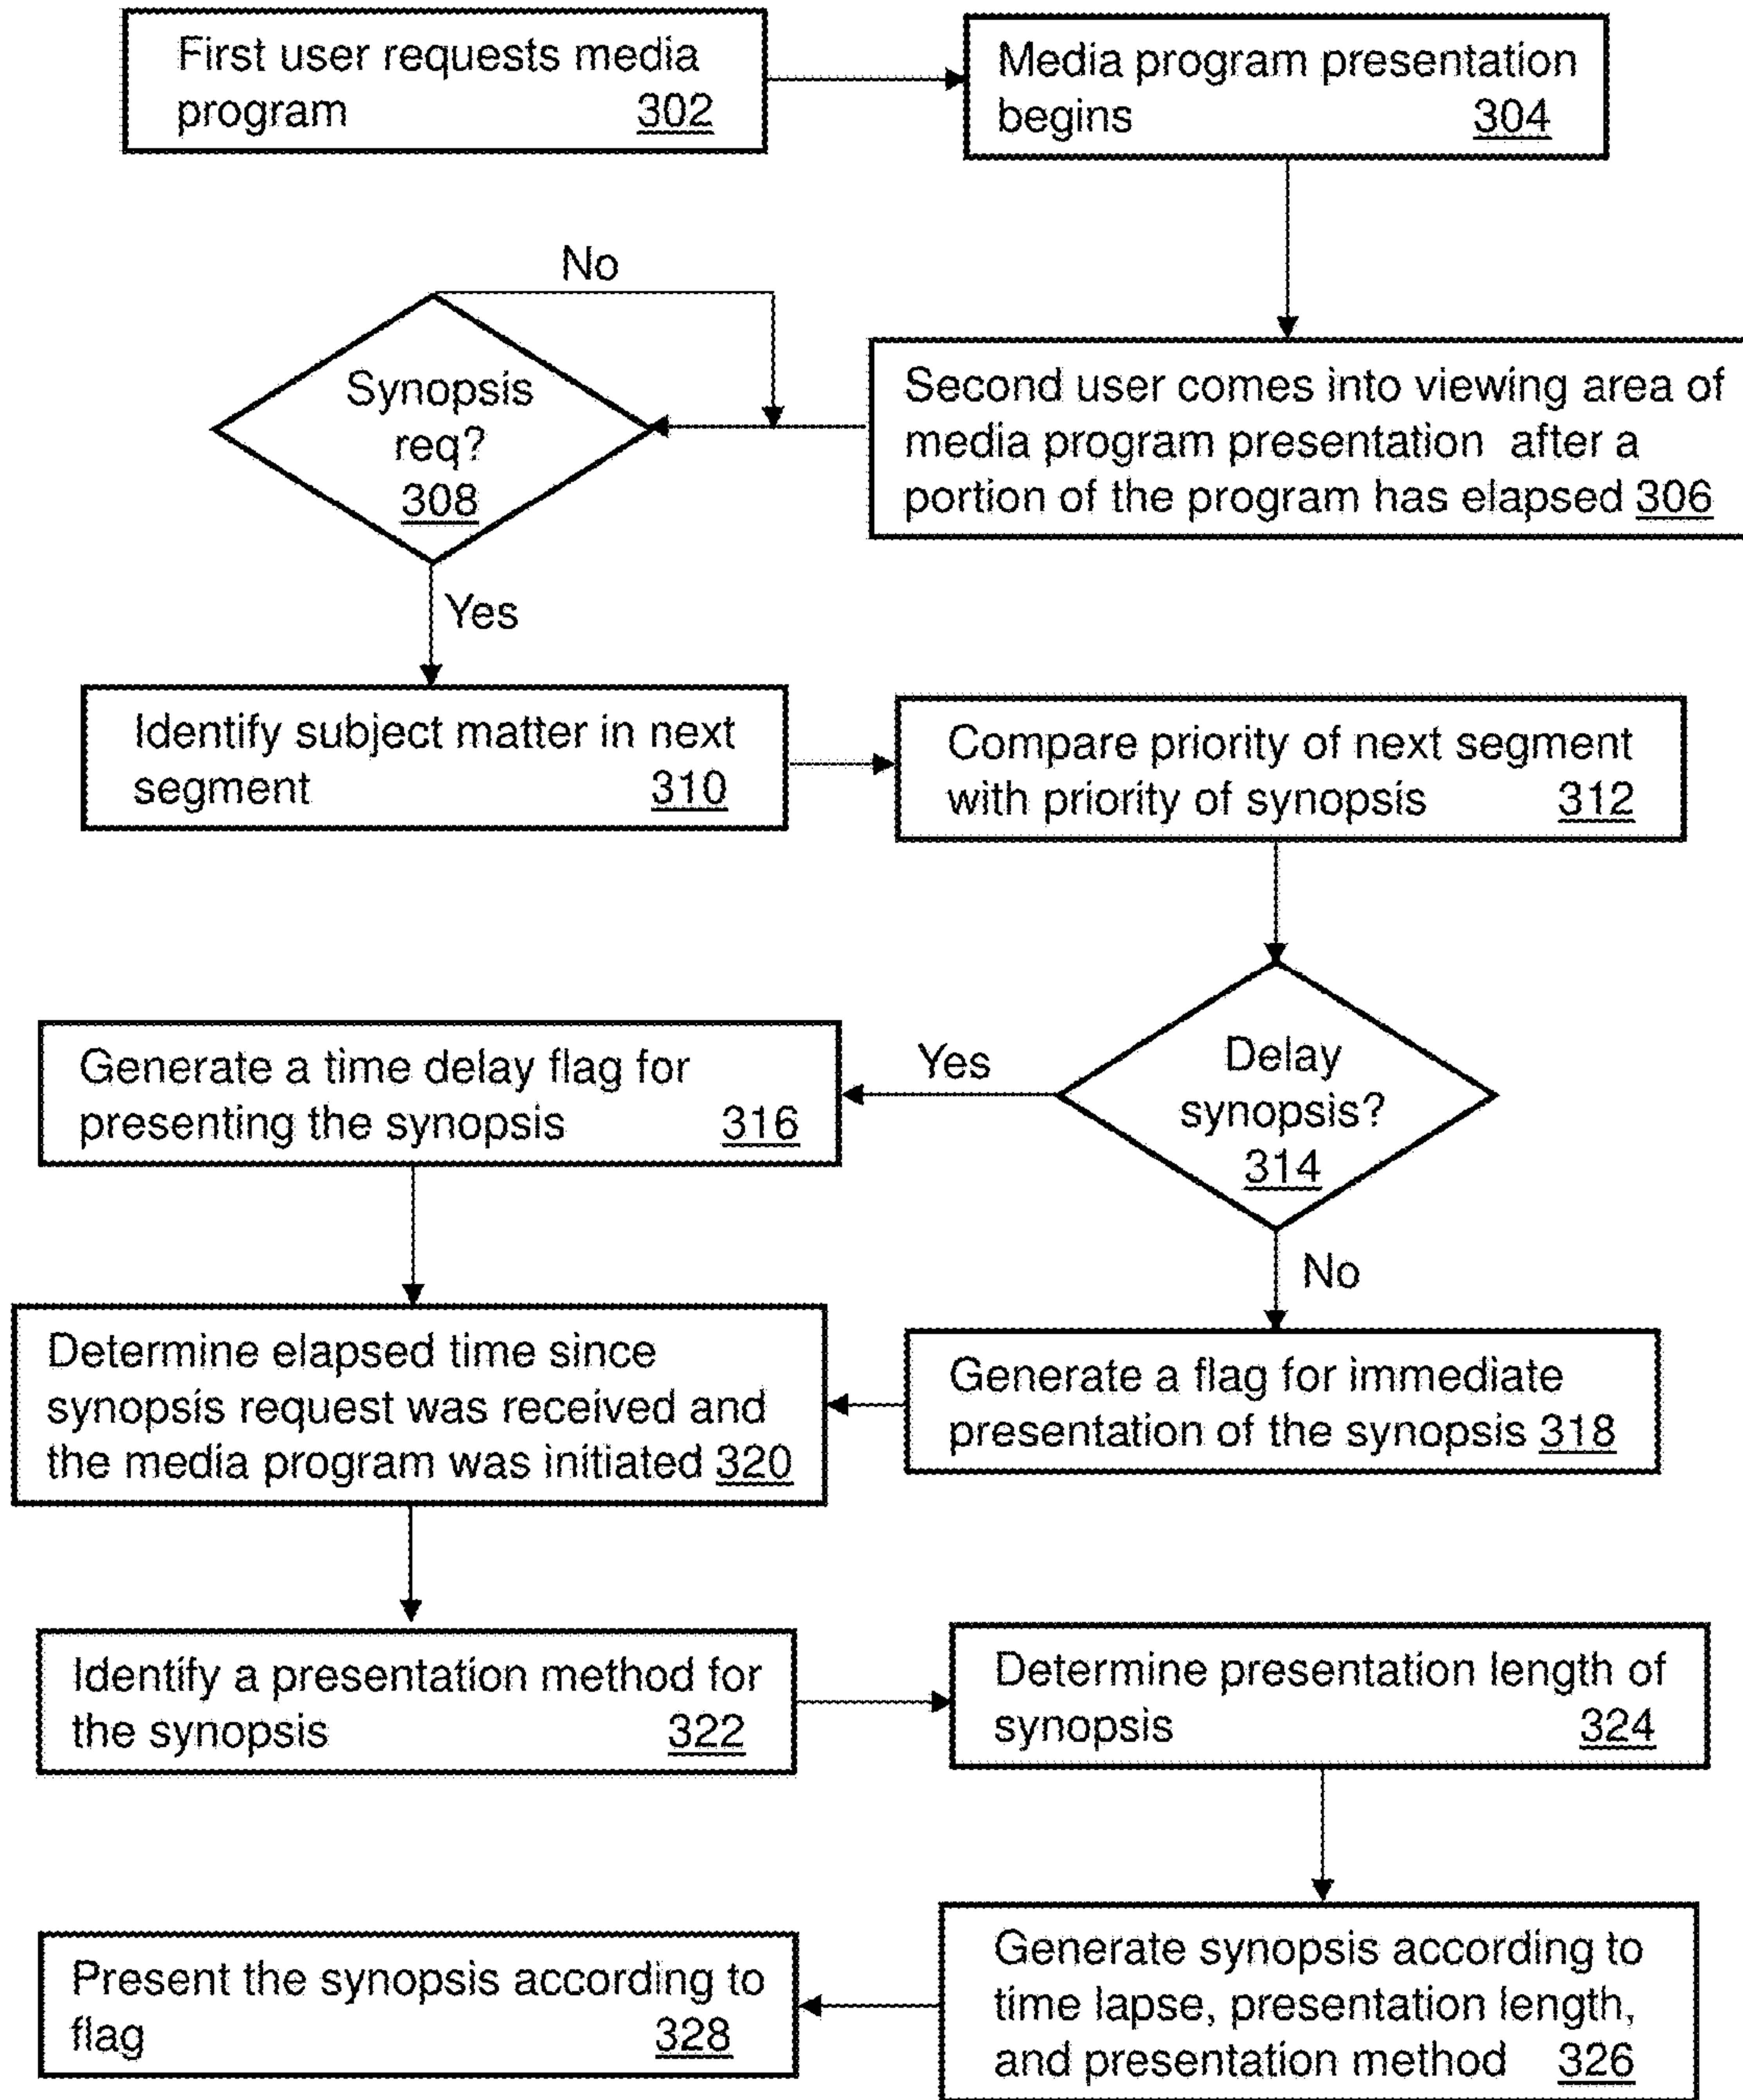 First user requests media
program 302
Media program presentation
begins 304
No
Synopsis
req?
308
Second user comes into viewing area of
media program presentation after a
portion of the program has elapsed 306
Yes
Identify subject matter in next
segment 310
Compare priority of next segment
with priority of synopsis 312
Delay
synopsis?
314
Yes
Generate a time delay flag for
presenting the synopsis 316
No
Generate a flag for immediate
presentation of the synopsis 318
Determine elapsed time since
synopsis request was received and
the media program was initiated 320
Identify a presentation method for
the synopsis 322
Determine presentation length of
synopsis 324
Generate synopsis according to
time lapse, presentation length,
and presentation method 326
Present the synopsis according to
flag 328